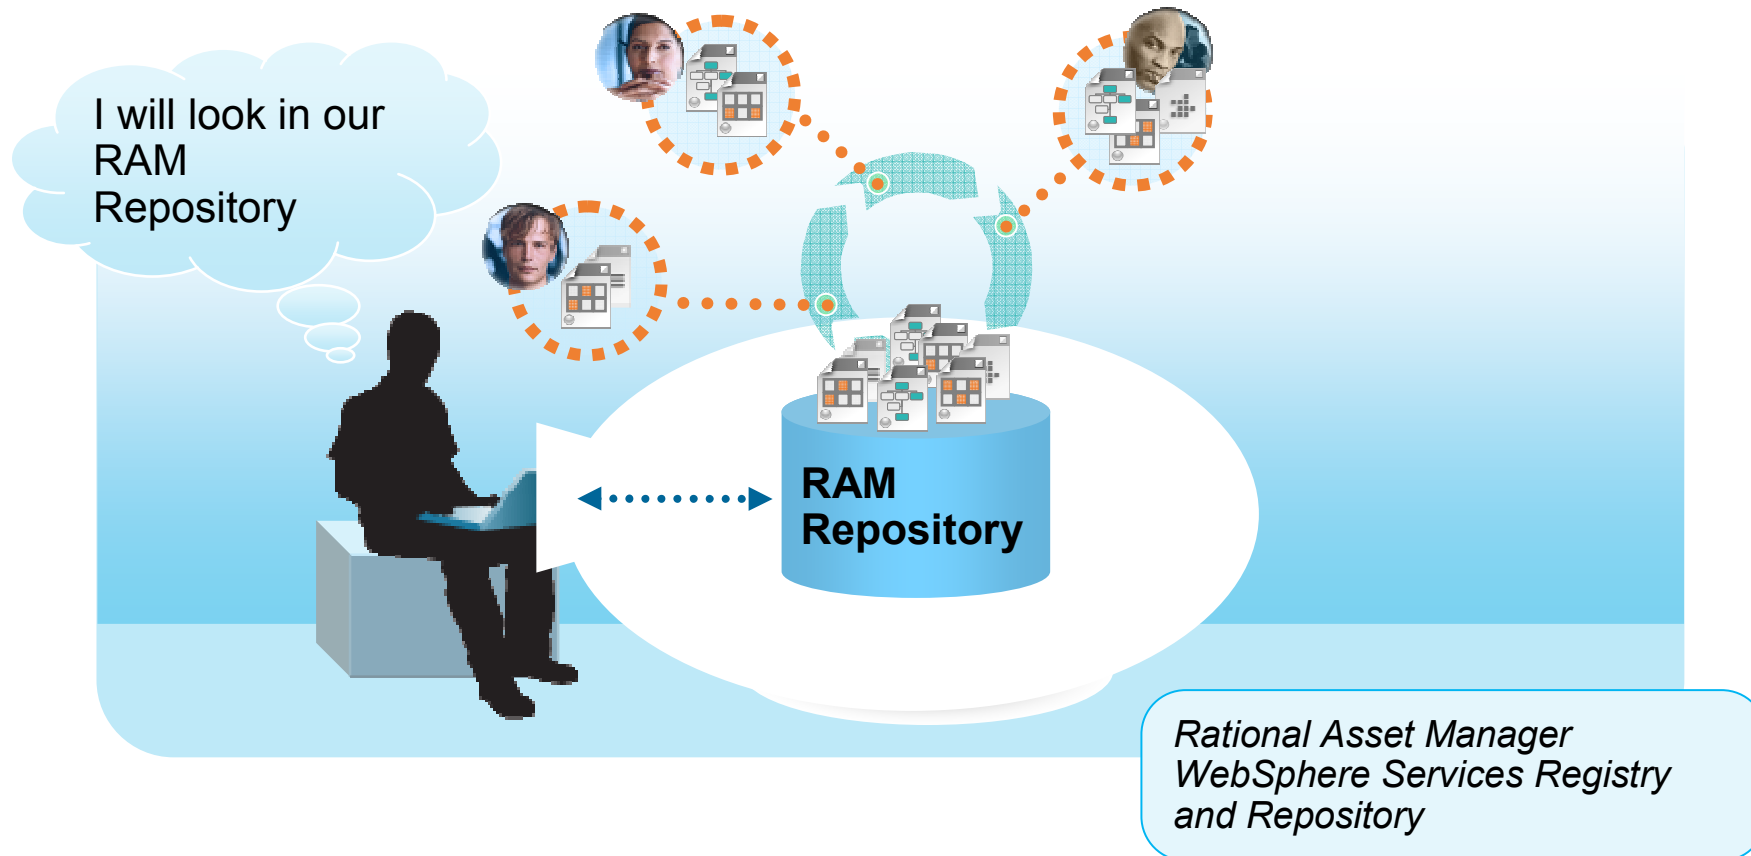 I will look in our
RAM
Repository
RAM
Repository
Rational Asset Manager
WebSphere Services Registry
and Repository